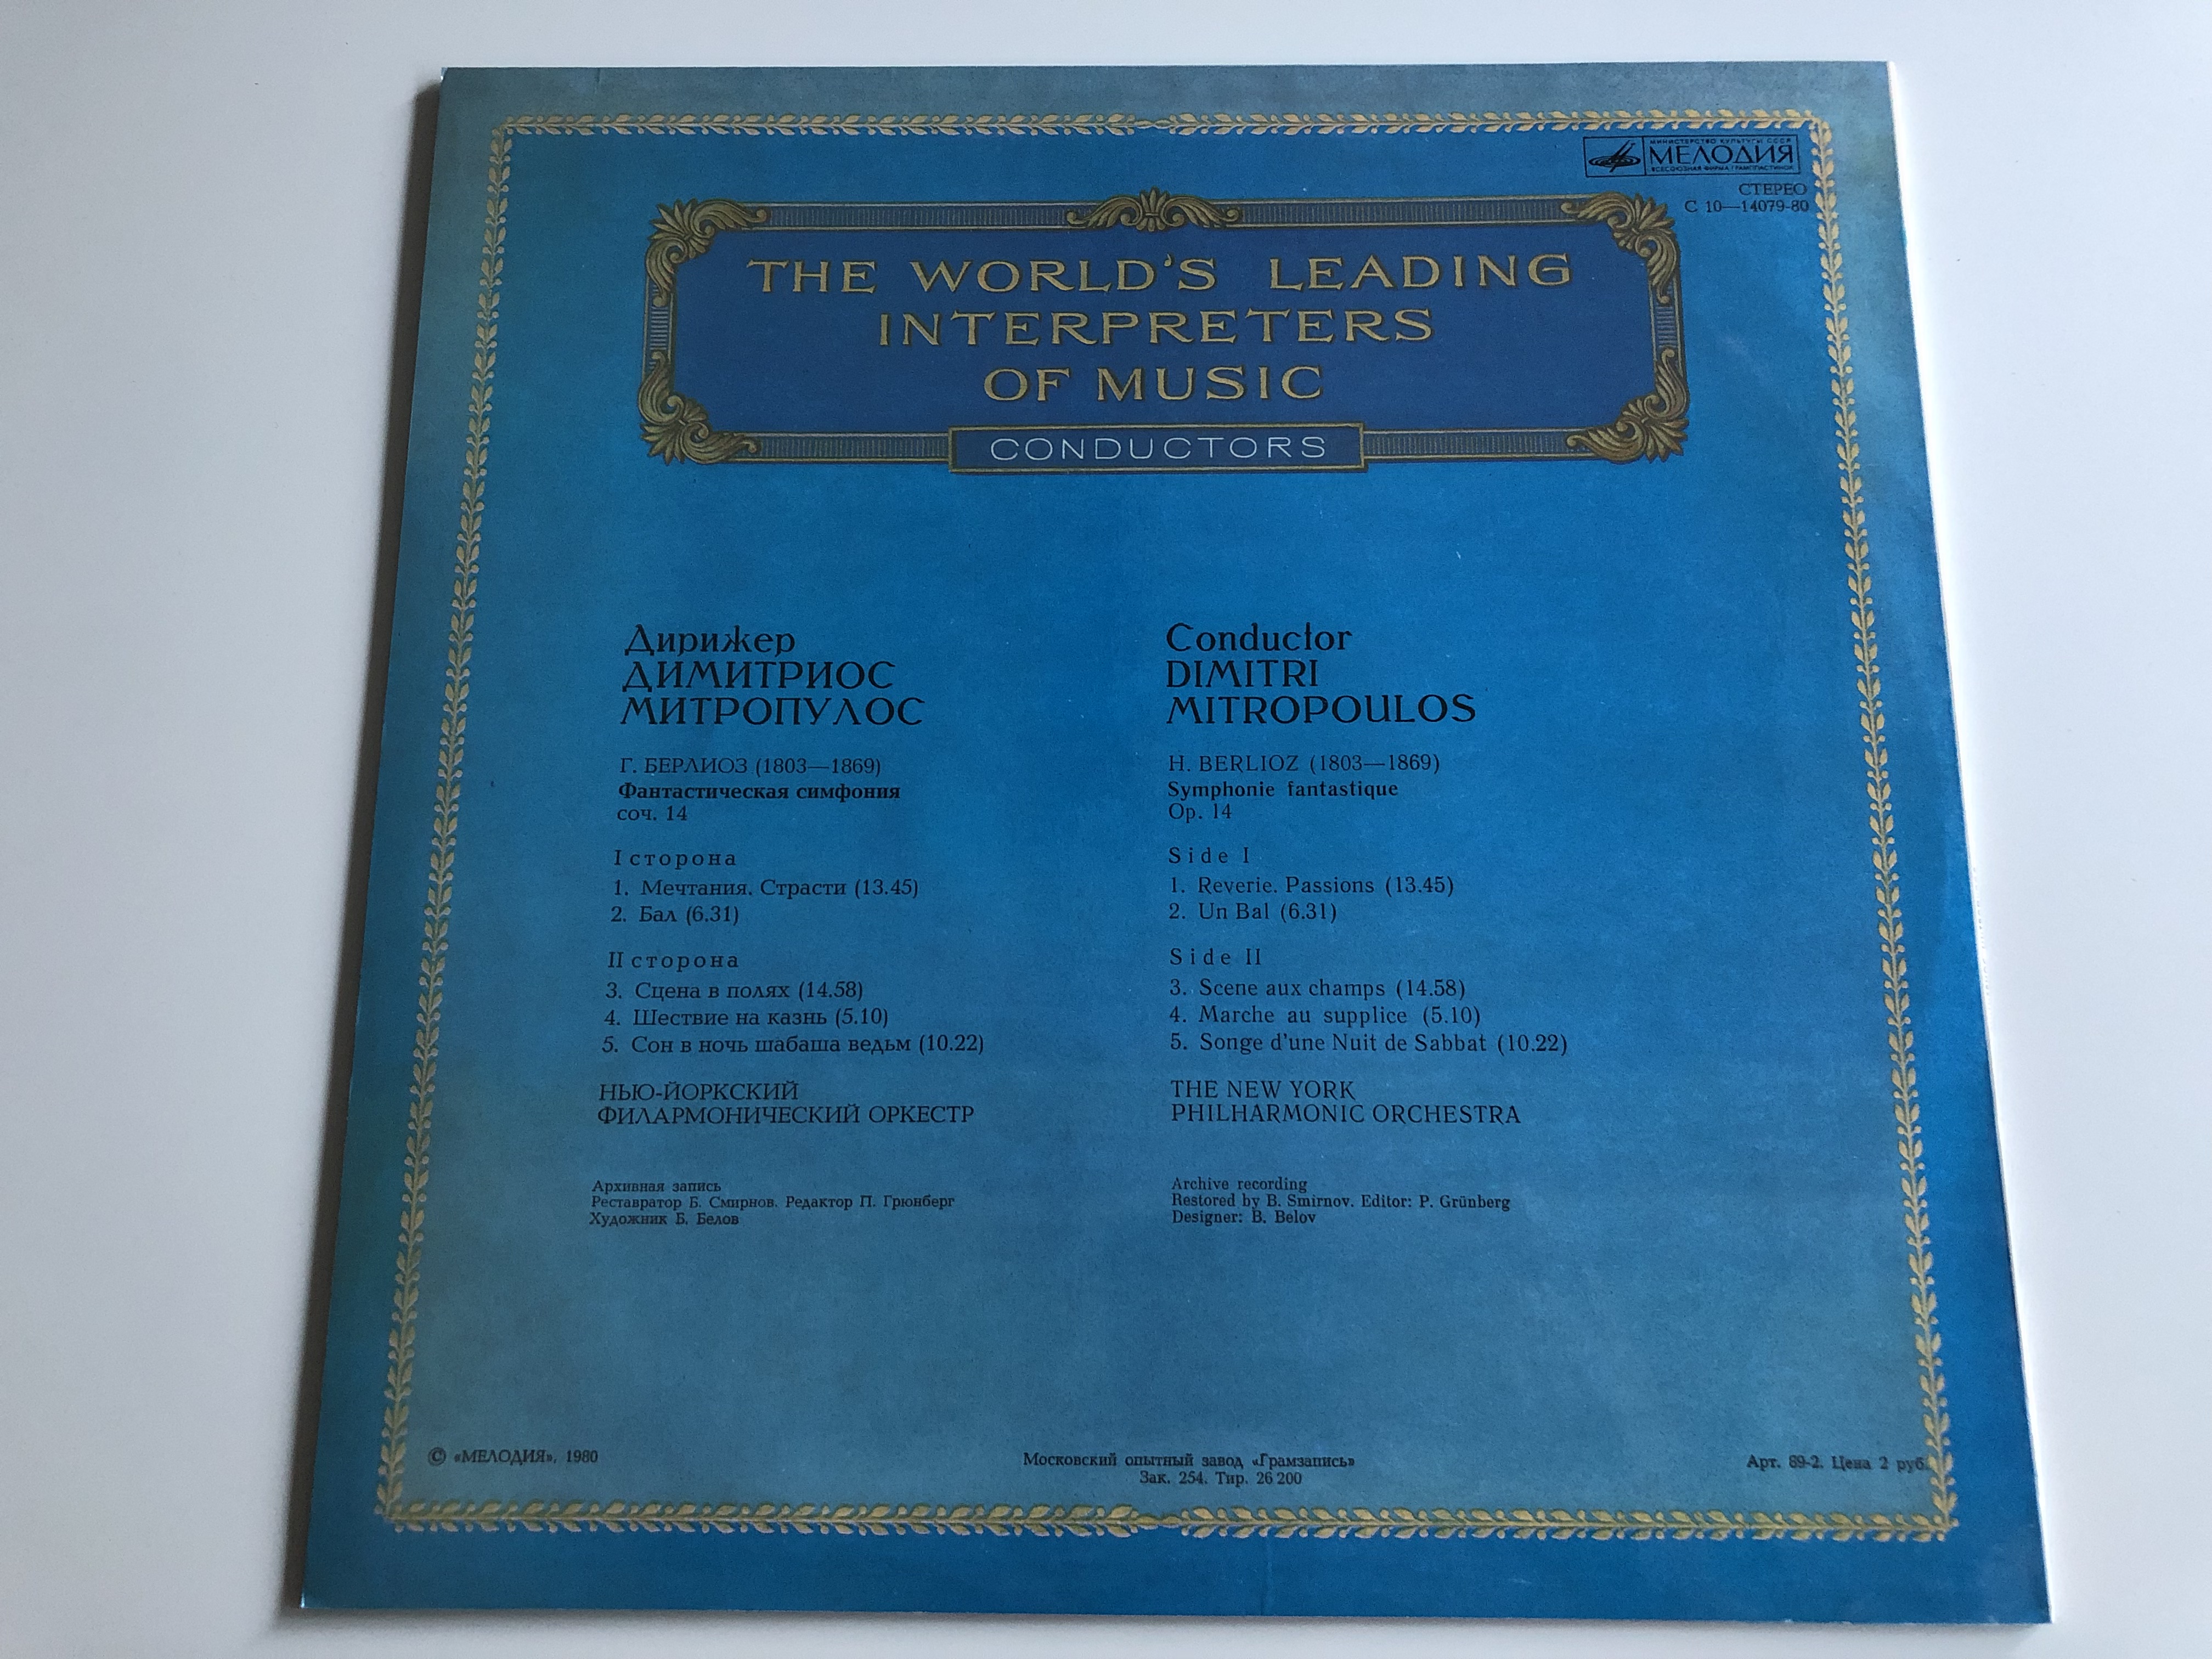 МИНИСТЕРСТВО КУЛЬТУРЫ СССР
МЕЛОДИЯ
ВСЕСОЮЗНАЯ ФИРМА ГРАМПЛАСТИНОК
СТЕРЕО
С 10—14079-80
THE WORLD'S LEADING
INTERPRETERS
OF MUSIC
CONDUCTORS
Дирижер
ДИМИТРИОС
МИТРОПУЛОС
Г. БЕРЛИОЗ (1803—1869)
Фантастическая симфония
соч. 14
I сторона
1. Мечтания. Страсти (13.45)
2. Бал (6.31)
II сторона
3. Сцена в полях (14.58)
4. Шествие на казнь (5.10)
5. Сон в ночь шабаша ведьм (10.22)
НЬЮ-ЙОРКСКИЙ
ФИЛАРМОНИЧЕСКИЙ ОРКЕСТР
Архивная запись
Реставратор Б. Смирнов. Редактор П. Грюнберг
Художник Б. Белов
Conductor
DIMITRI
MITROPOULOS
H. BERLIOZ (1803—1869)
Symphonie fantastique
Op. 14
Side I
1. Reverie. Passions (13.45)
2. Un Bal (6.31)
Side II
3. Scene aux champs (14.58)
4. Marche au supplice (5.10)
5. Songe d'une Nuit de Sabbat (10.22)
THE NEW YORK
PHILHARMONIC ORCHESTRA
Archive recording
Restored by B. Smirnov. Editor: P. Grünberg
Designer: B. Belov
© «МЕЛОДИЯ», 1980
Московский опытный завод «Грамзапись»
Зак. 254. Тир. 26 200
Арт. 89-2. Цена 2 руб.